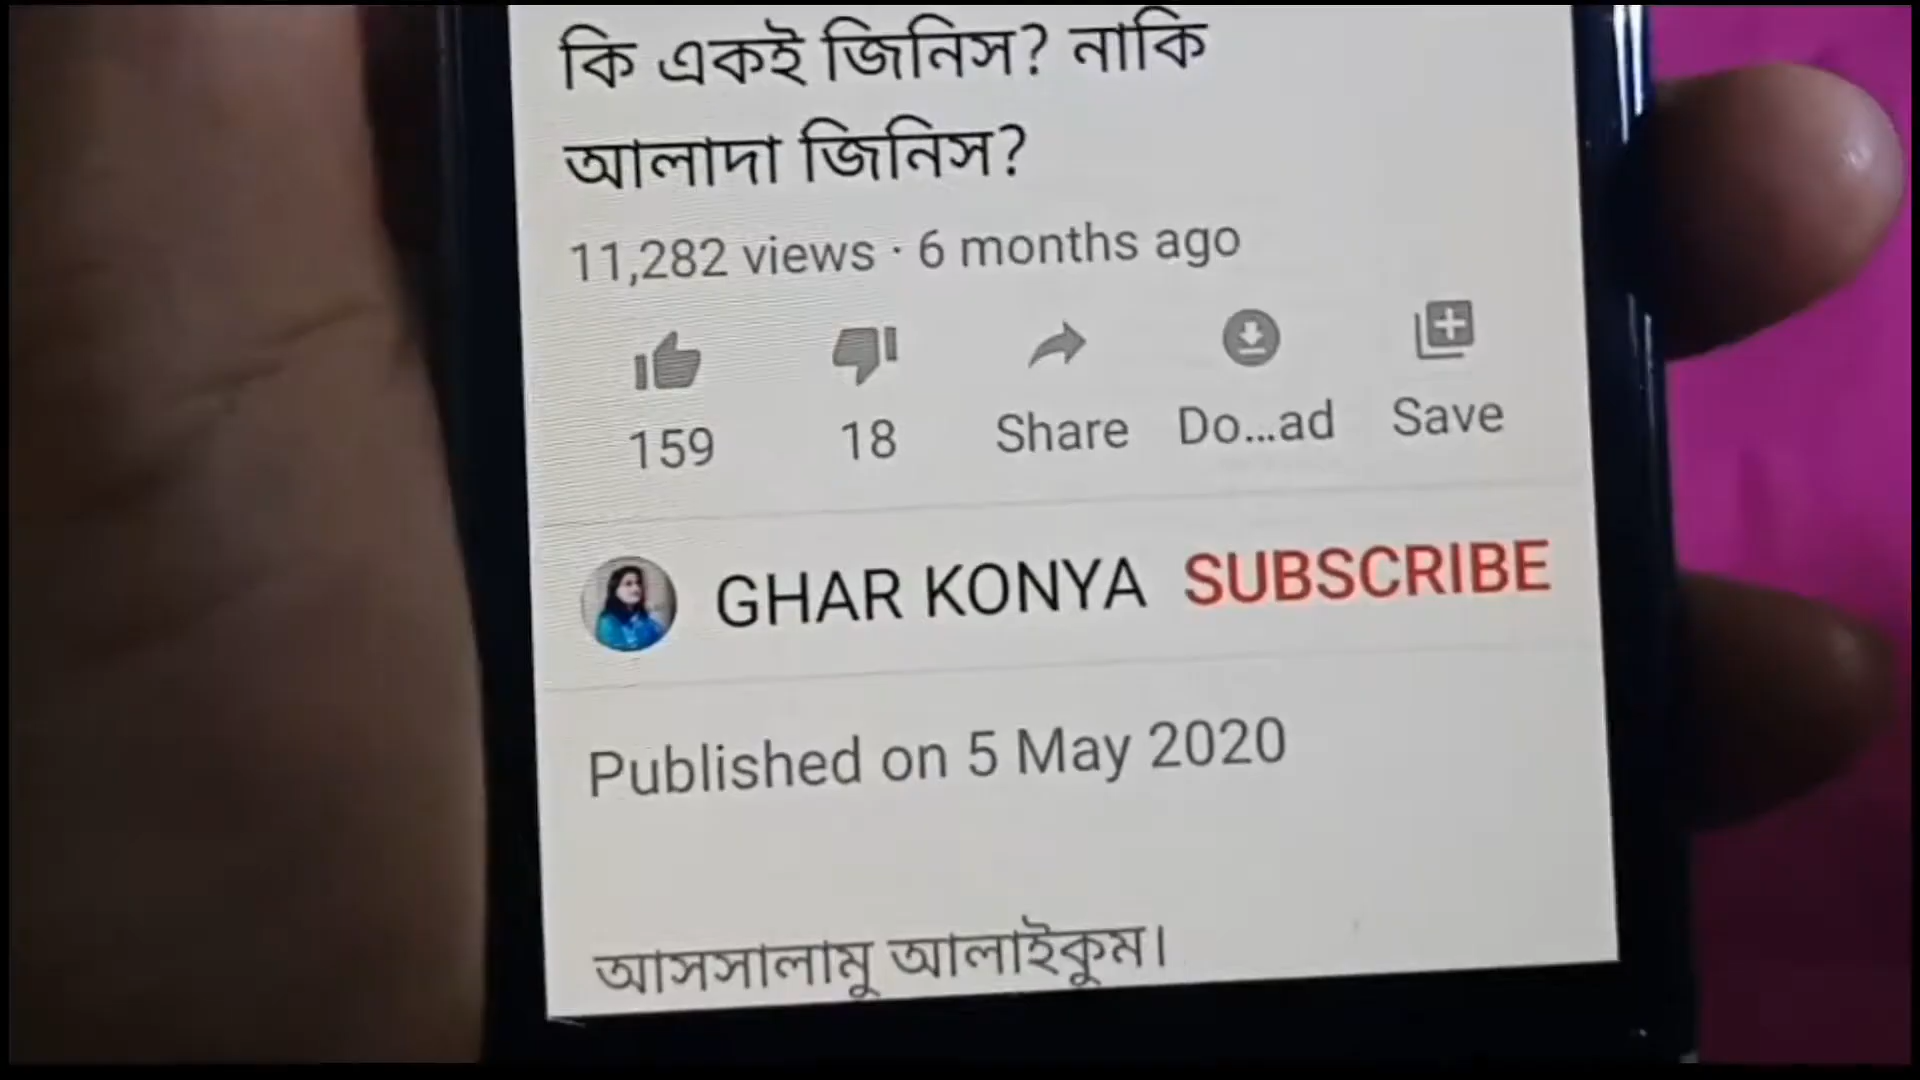 কি একই জিনিস? নাকি
আলাদা জিনিস?
11,282 views · 6 months ago
159 18 Share Do...ad Save
GHAR KONYA SUBSCRIBE
Published on 5 May 2020
আসসালামু আলাইকুম।